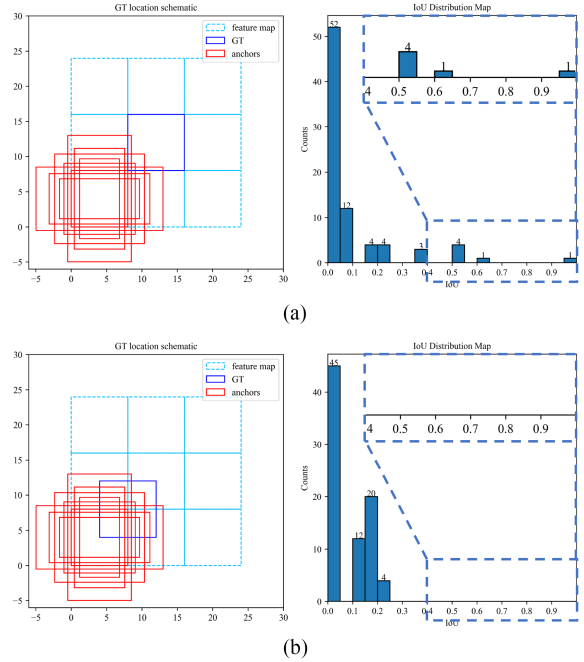 GT location schematic
30
25
20
15
10
5
0
−5
feature map
GT
anchors
−5 0 5 10 15 20 25 30
IoU Distribution Map
52
50
40
30
20
10
0
Counts
4 1 1
4 0.5 0.6 0.7 0.8 0.9
12
4 4 3 4 1 1
0.0 0.1 0.2 0.3 0.4 0.5 0.6 0.7 0.8 0.9
IoU
(a)
GT location schematic
30
25
20
15
10
5
0
−5
feature map
GT
anchors
−5 0 5 10 15 20 25 30
IoU Distribution Map
45
40
30
20
10
0
Counts
4 0.5 0.6 0.7 0.8 0.9
20
12
4
0.0 0.1 0.2 0.3 0.4 0.5 0.6 0.7 0.8 0.9
IoU
(b)